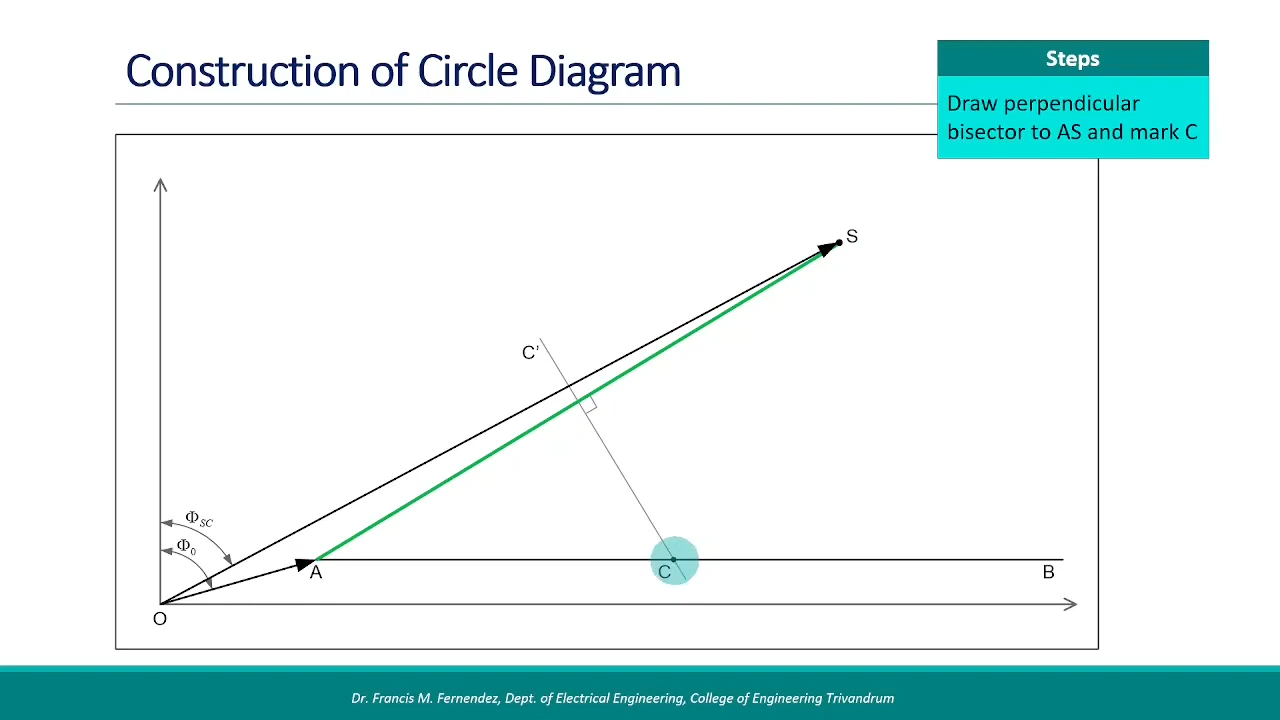 Construction of Circle Diagram
Steps
Draw perpendicular
bisector to AS and mark C
S
C’
Φ_SC
Φ_0
A
C
B
O
Dr. Francis M. Fernendez, Dept. of Electrical Engineering, College of Engineering Trivandrum